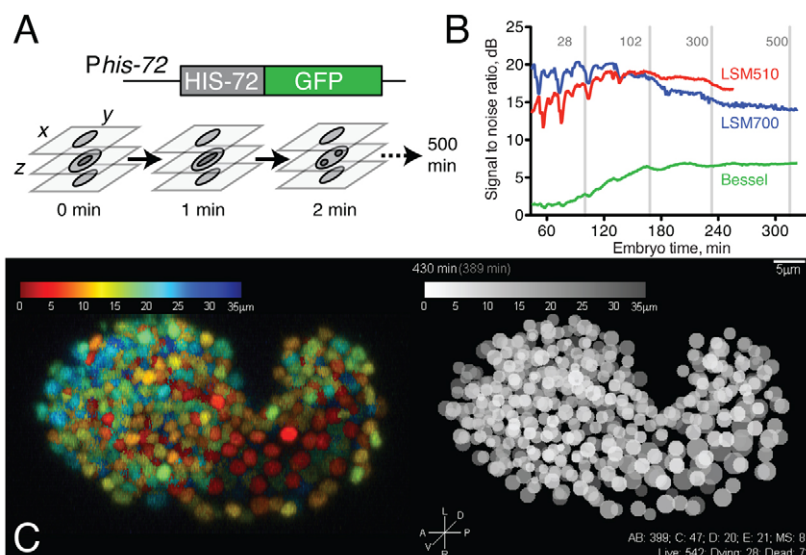 A
Phis-72
HIS-72 GFP
x
y
z
0 min
1 min
2 min
500
min
B
Signal to noise ratio, dB
25
20
15
10
5
0
28 102 300 500
LSM510
LSM700
Bessel
60 120 180 240 300
Embryo time, min
C
0 5 10 15 20 25 30 35µm
430 min (389 min)
0 5 10 15 20 25 30 35µm
5µm
L
D
A
P
V
AB: 399; C: 47; D: 20; E: 21; MS: 8
Live: 542; Dying: 28; Dead: